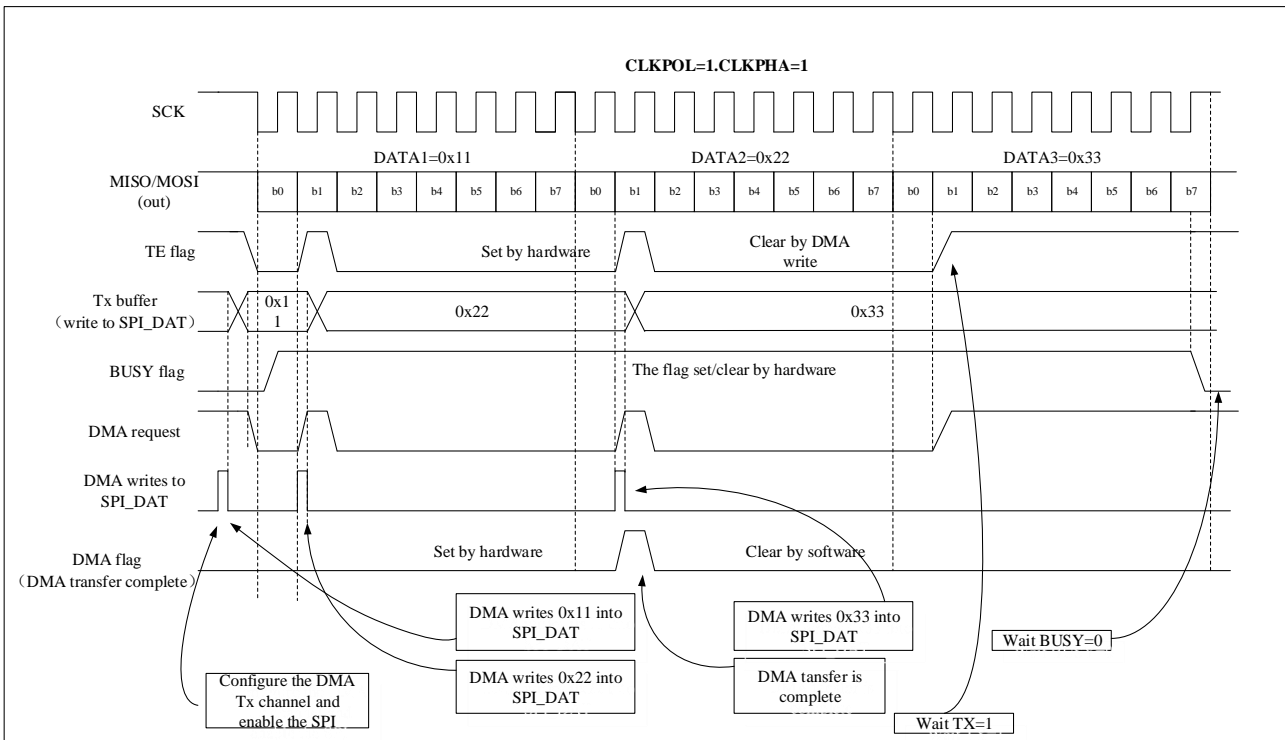 CLKPOL=1.CLKPHA=1
SCK
DATA1=0x11
DATA2=0x22
DATA3=0x33
MISO/MOSI
(out)
b0 b1 b2 b3 b4 b5 b6 b7 b0 b1 b2 b3 b4 b5 b6 b7 b0 b1 b2 b3 b4 b5 b6 b7
TE flag
Set by hardware
Clear by DMA
write
Tx buffer
（write to SPI_DAT）
0x1
1
0x22
0x33
BUSY flag
The flag set/clear by hardware
DMA request
DMA writes to
SPI_DAT
DMA flag
（DMA transfer complete）
Set by hardware
Clear by software
DMA writes 0x11 into
SPI_DAT
DMA writes 0x33 into
SPI_DAT
Wait BUSY=0
Configure the DMA
Tx channel and
enable the SPI
DMA writes 0x22 into
SPI_DAT
DMA tansfer is
complete
Wait TX=1